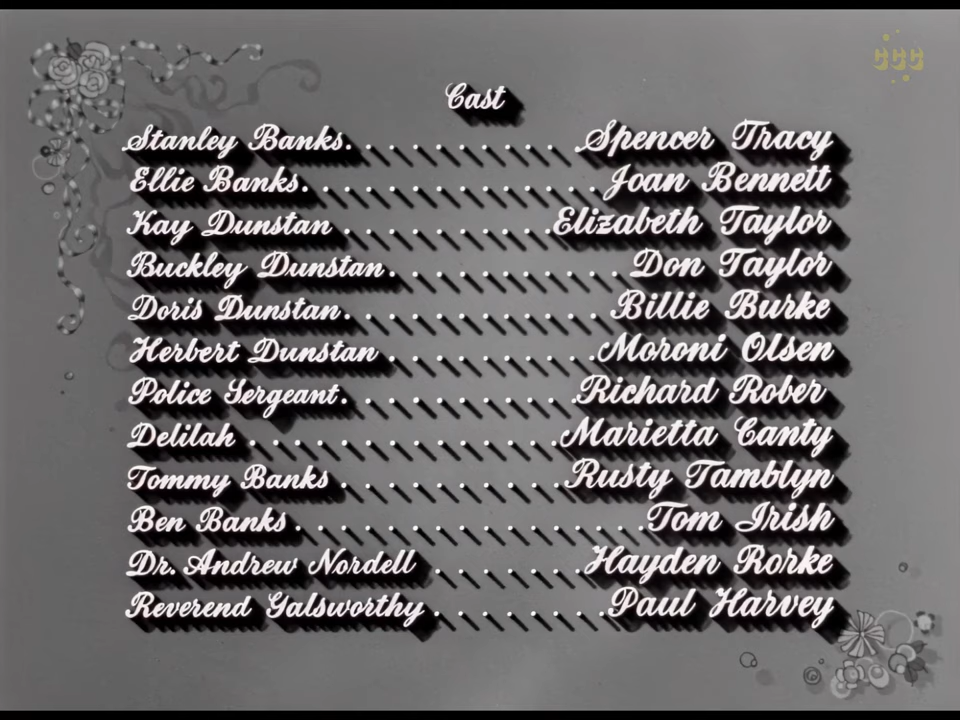 Cast
Stanley Banks. . . . . . . . . . . Spencer Tracy
Ellie Banks. . . . . . . . . . . . . . Joan Bennett
Kay Dunstan . . . . . . . . . . Elizabeth Taylor
Buckley Dunstan. . . . . . . . . . . Don Taylor
Doris Dunstan. . . . . . . . . . . . Billie Burke
Herbert Dunstan . . . . . . . . . . Moroni Olsen
Police Sergeant. . . . . . . . . . . Richard Rober
Delilah . . . . . . . . . . . . . . Marietta Canty
Tommy Banks . . . . . . . . . . Rusty Tamblyn
Ben Banks . . . . . . . . . . . . . . . . Tom Irish
Dr. Andrew Nordell . . . . . . . Hayden Rorke
Reverend Galsworthy . . . . . . . . Paul Harvey